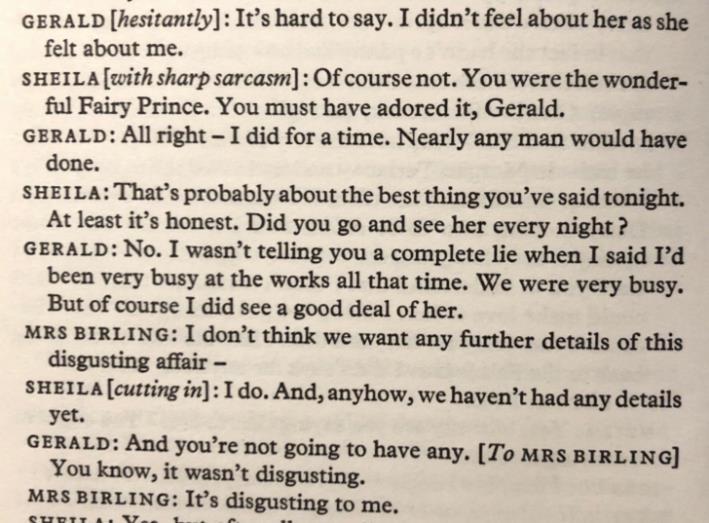 GERALD [hesitantly]: It's hard to say. I didn't feel about her as she
felt about me.
SHEILA [with sharp sarcasm]: Of course not. You were the wonder-
ful Fairy Prince. You must have adored it, Gerald.
GERALD: All right – I did for a time. Nearly any man would have
done.
SHEILA: That's probably about the best thing you've said tonight.
At least it's honest. Did you go and see her every night?
GERALD: No. I wasn't telling you a complete lie when I said I'd
been very busy at the works all that time. We were very busy.
But of course I did see a good deal of her.
MRS BIRLING: I don't think we want any further details of this
disgusting affair –
SHEILA [cutting in]: I do. And, anyhow, we haven't had any details
yet.
GERALD: And you're not going to have any. [To MRS BIRLING]
You know, it wasn't disgusting.
MRS BIRLING: It's disgusting to me.